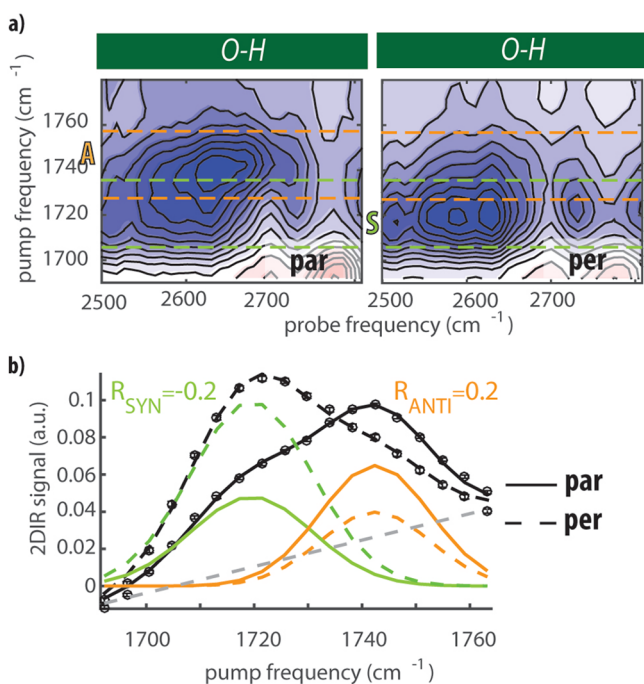 a)
O-H
O-H
pump frequency (cm -1)
1760
1740
1720
1700
A
S
par
per
2500
2600
2700
2500
2600
2700
probe frequency (cm -1)
b)
2DIR signal (a.u.)
0.1
0.08
0.06
0.04
0.02
0
RSYN=-0.2
RANTI=0.2
par
per
1700
1720
1740
1760
pump frequency (cm -1)